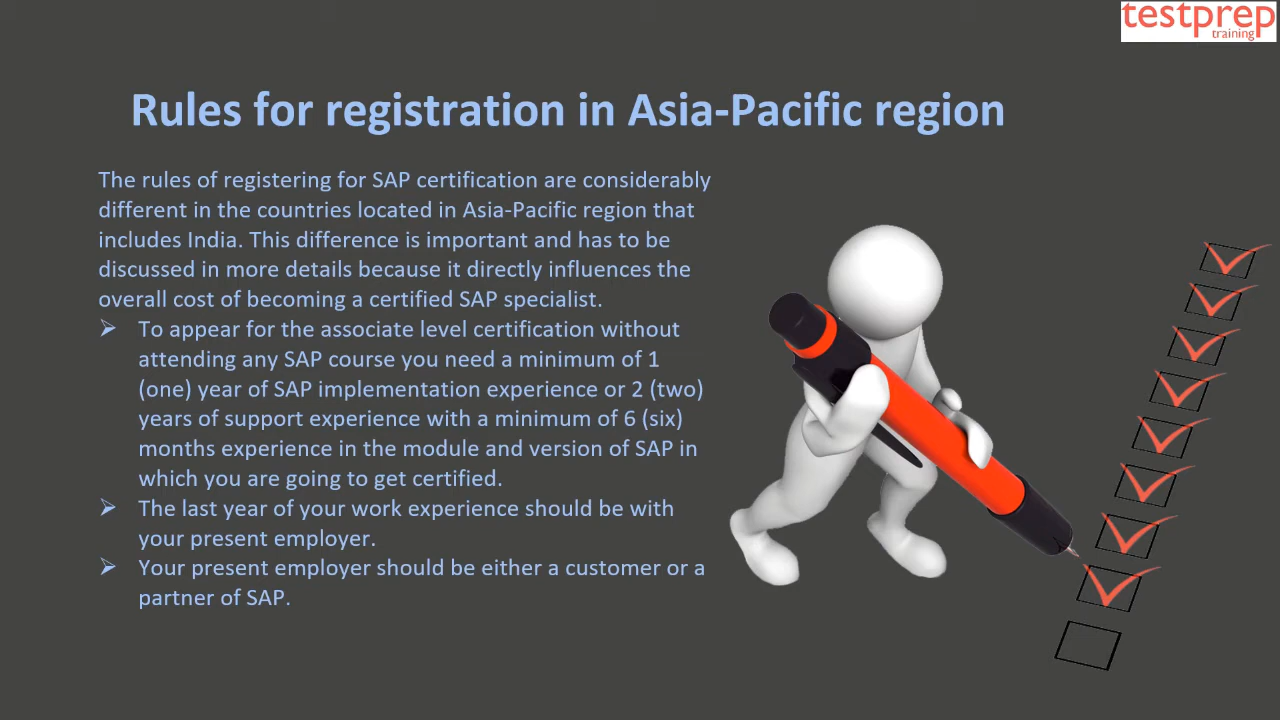 testprep
training
Rules for registration in Asia-Pacific region
The rules of registering for SAP certification are considerably
different in the countries located in Asia-Pacific region that
includes India. This difference is important and has to be
discussed in more details because it directly influences the
overall cost of becoming a certified SAP specialist.
➢ To appear for the associate level certification without
attending any SAP course you need a minimum of 1
(one) year of SAP implementation experience or 2 (two)
years of support experience with a minimum of 6 (six)
months experience in the module and version of SAP in
which you are going to get certified.
➢ The last year of your work experience should be with
your present employer.
➢ Your present employer should be either a customer or a
partner of SAP.